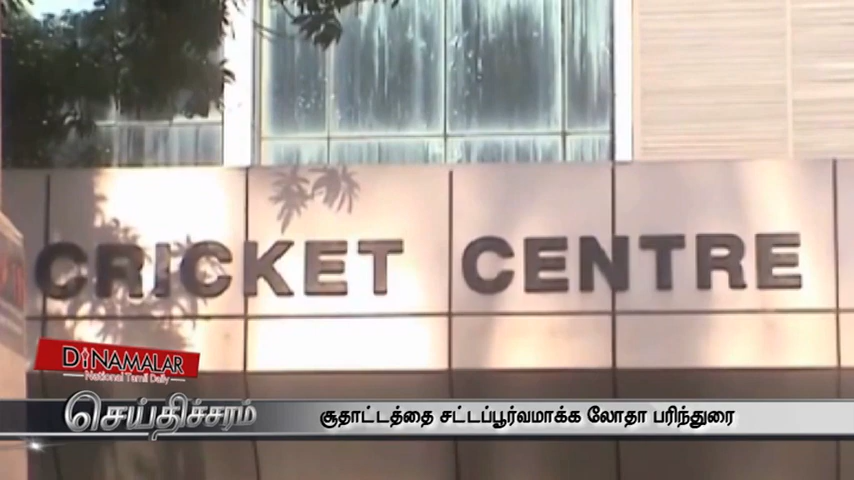 CRICKET CENTRE
DINAMALAR
National Tamil Daily
செய்திச்சரம்
சூதாட்டத்தை சட்டப்பூர்வமாக்க லோதா பரிந்துரை